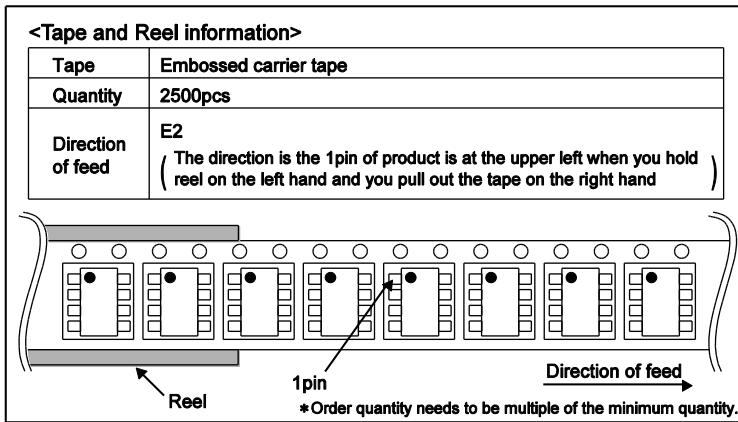 <Tape and Reel information>
Tape Embossed carrier tape
Quantity 2500pcs
Direction of feed E2
( The direction is the 1pin of product is at the upper left when you hold
reel on the left hand and you pull out the tape on the right hand )
Direction of feed
1pin
Reel
*Order quantity needs to be multiple of the minimum quantity.